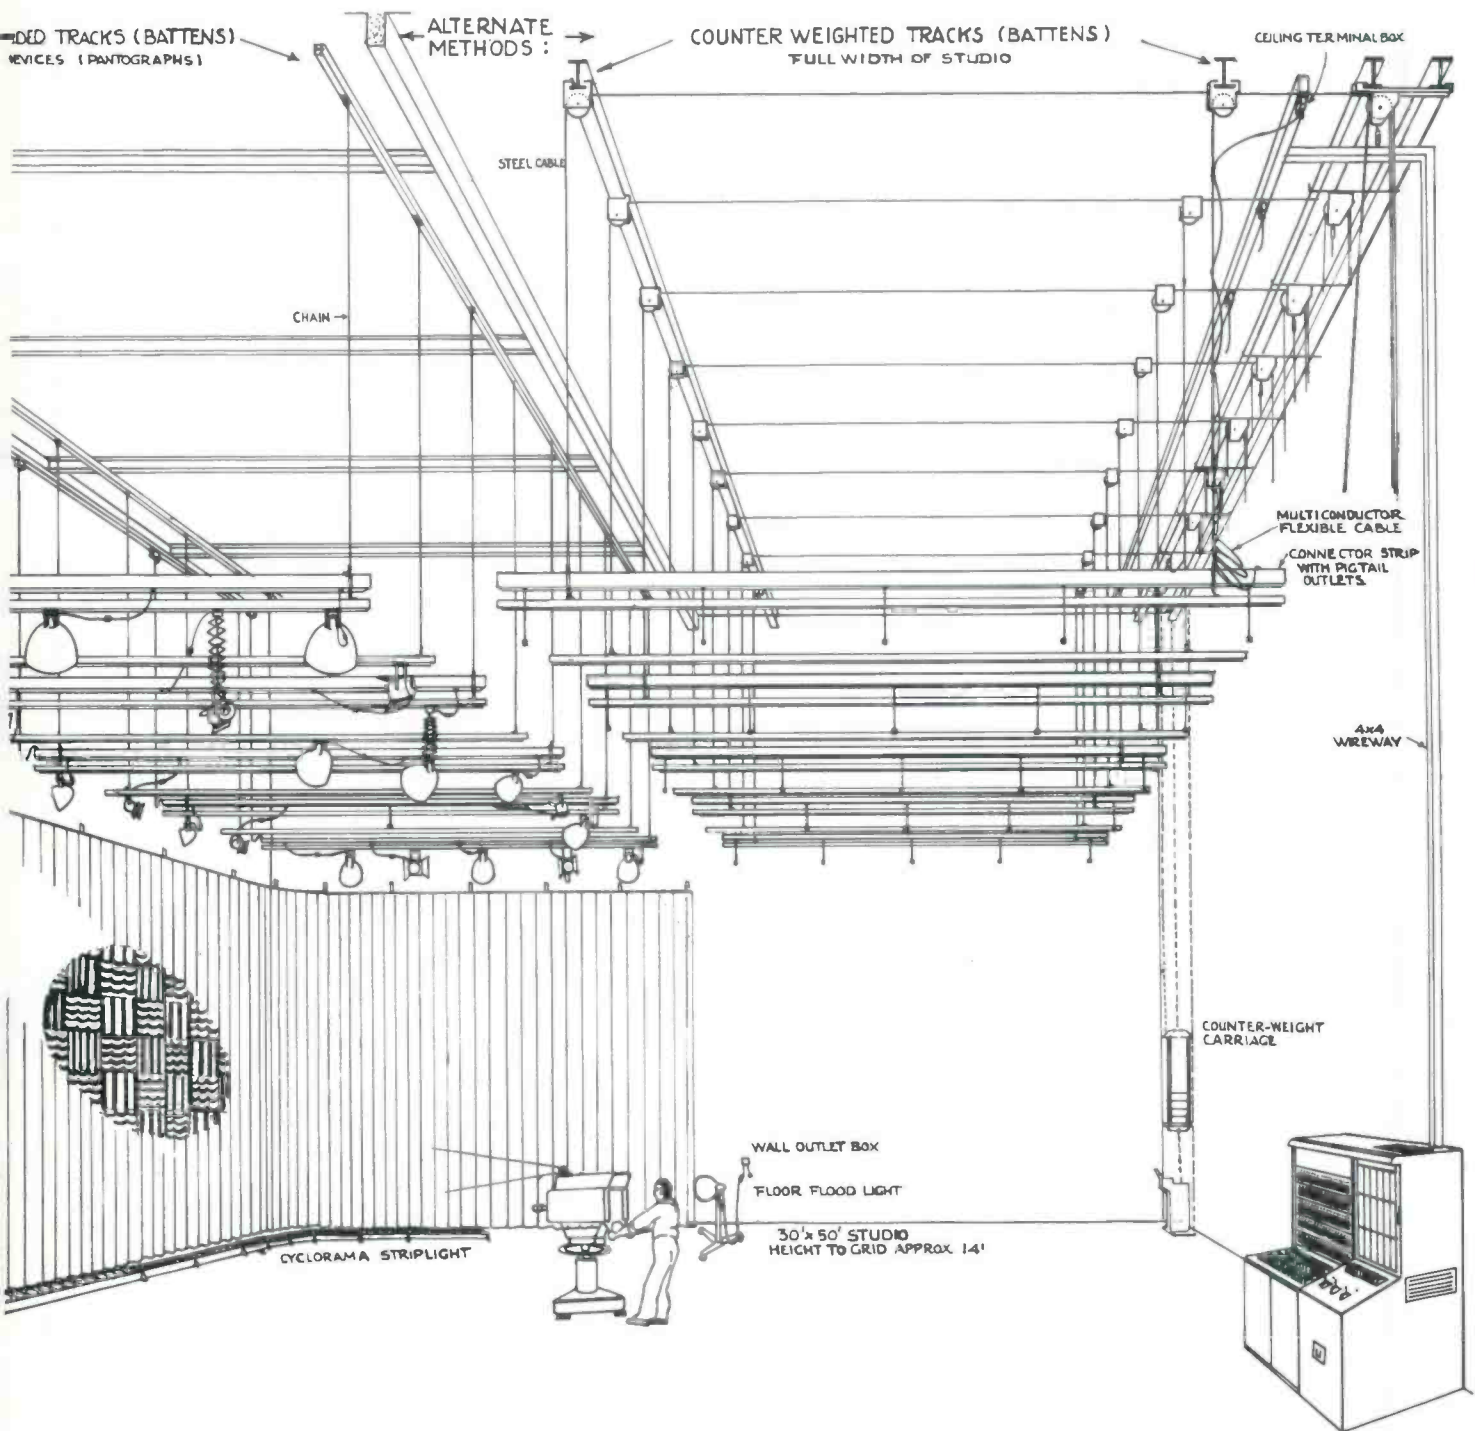 TRACKS (BATTENS)
(PANTOGRAPHS)
ALTERNATE
METHODS :
COUNTER WEIGHTED TRACKS (BATTENS)
FULL WIDTH OF STUDIO
CEILING TERMINAL BOX
STEEL CABLE
CHAIN
MULTICONDUCTOR
FLEXIBLE CABLE
CONNECTOR STRIP
WITH PIGTAIL
OUTLETS
4x4
WIREWAY
COUNTER-WEIGHT
CARRIAGE
WALL OUTLET BOX
FLOOR FLOOD LIGHT
30' x 50' STUDIO
HEIGHT TO GRID APPROX 14'
CYCLORAMA STRIPLIGHT